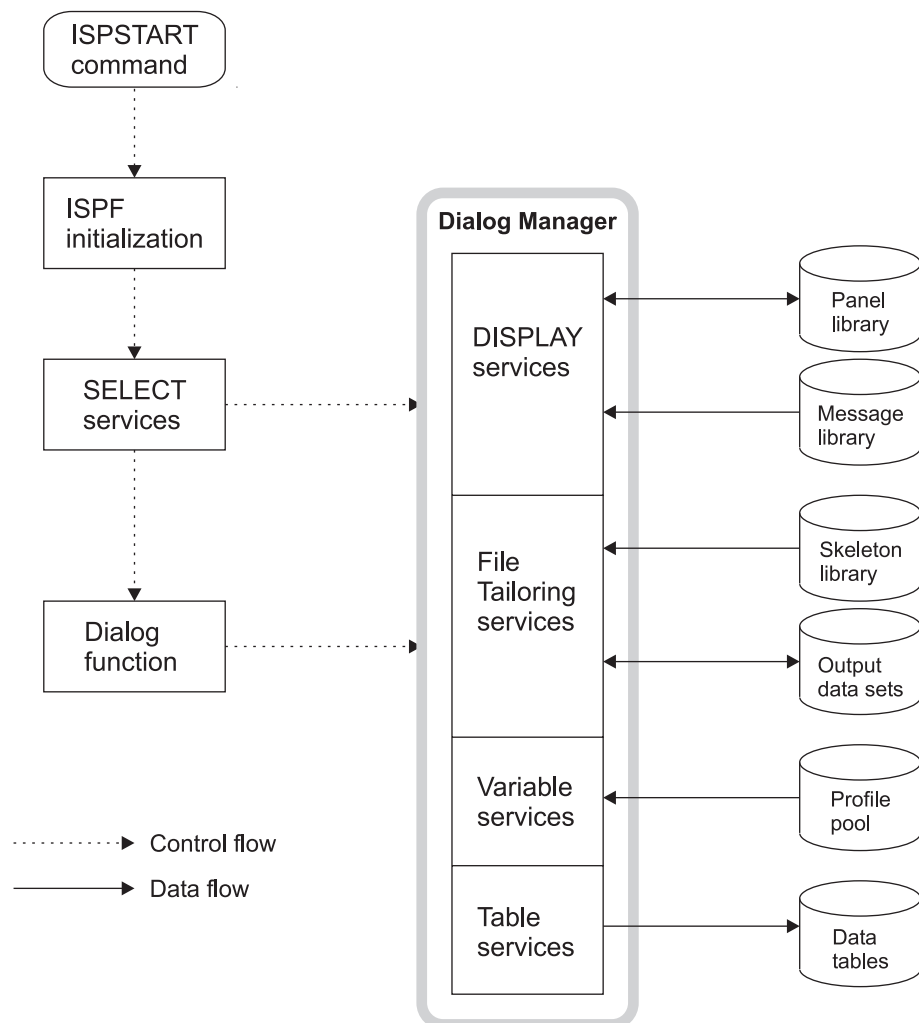 ISPSTART
command
ISPF
initialization
SELECT
services
Dialog
function
Control flow
Data flow
Dialog Manager
DISPLAY
services
File
Tailoring
services
Variable
services
Table
services
Panel
library
Message
library
Skeleton
library
Output
data sets
Profile
pool
Data
tables